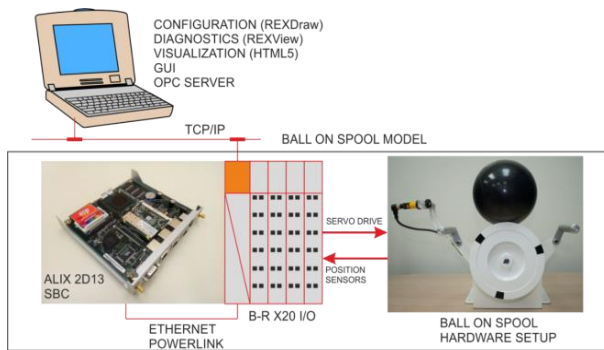 CONFIGURATION (REXDraw)
DIAGNOSTICS (REXView)
VISUALIZATION (HTML5)
GUI
OPC SERVER
TCP/IP
BALL ON SPOOL MODEL
SERVO DRIVE
POSITION
SENSORS
ALIX 2D13
SBC
B-R X20 I/O
ETHERNET
POWERLINK
BALL ON SPOOL
HARDWARE SETUP